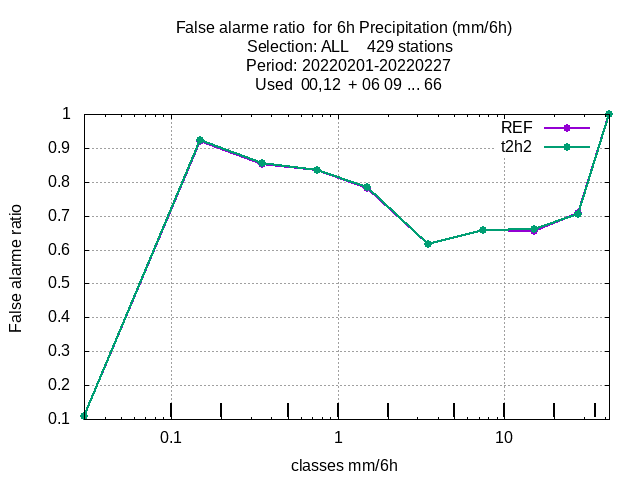 False alarme ratio  for 6h Precipitation (mm/6h)
Selection: ALL    429 stations
Period: 20220201-20220227
Used  00,12  + 06 09 ... 66
REF
t2h2
1
0.9
0.8
0.7
0.6
0.5
0.4
0.3
0.2
0.1
False alarme ratio
0.1 1 10
classes mm/6h